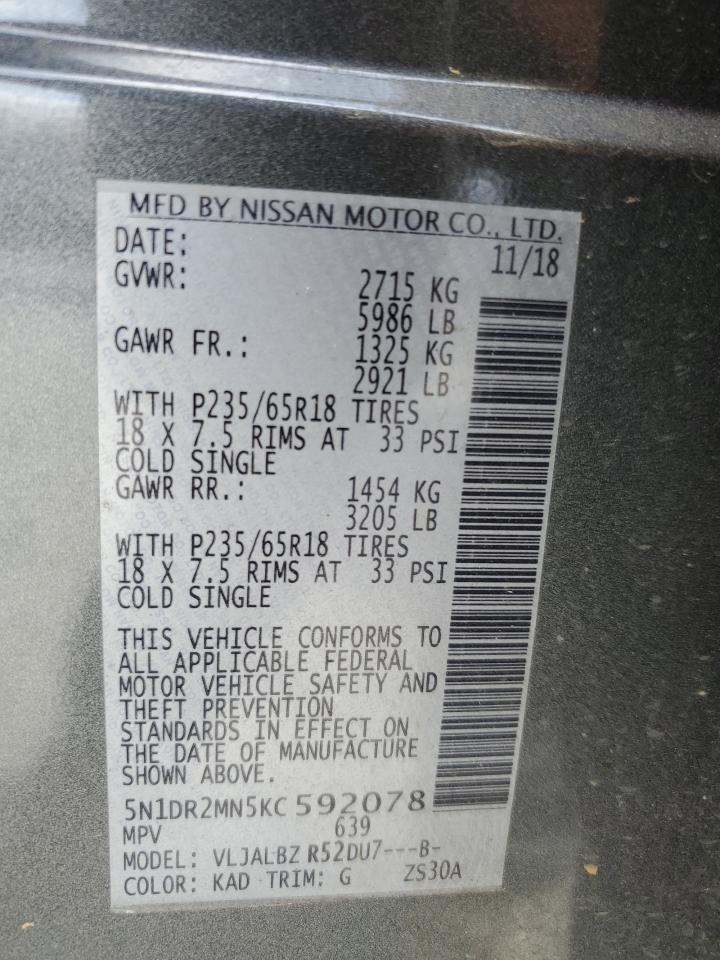 MFD BY NISSAN MOTOR CO., LTD.
DATE: 11/18
GVWR: 2715 KG
5986 LB
GAWR FR.: 1325 KG
2921 LB
WITH P235/65R18 TIRES
18 X 7.5 RIMS AT 33 PSI
COLD SINGLE
GAWR RR.: 1454 KG
3205 LB
WITH P235/65R18 TIRES
18 X 7.5 RIMS AT 33 PSI
COLD SINGLE
THIS VEHICLE CONFORMS TO
ALL APPLICABLE FEDERAL
MOTOR VEHICLE SAFETY AND
THEFT PREVENTION
STANDARDS IN EFFECT ON
THE DATE OF MANUFACTURE
SHOWN ABOVE.
5N1DR2MN5KC592078
MPV 639
MODEL: VLJALBZ R52DU7---B-
COLOR: KAD TRIM: G ZS30A